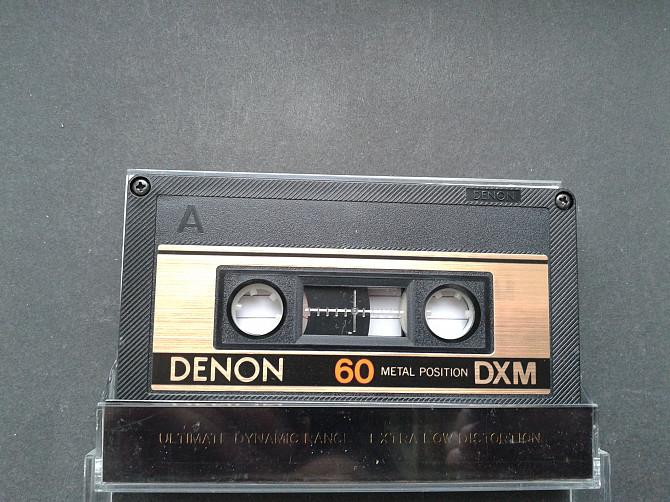 DENON
A
DENON 60 METAL POSITION DXM
ULTIMATE DYNAMIC RANGE EXTRA LOW DISTORTION